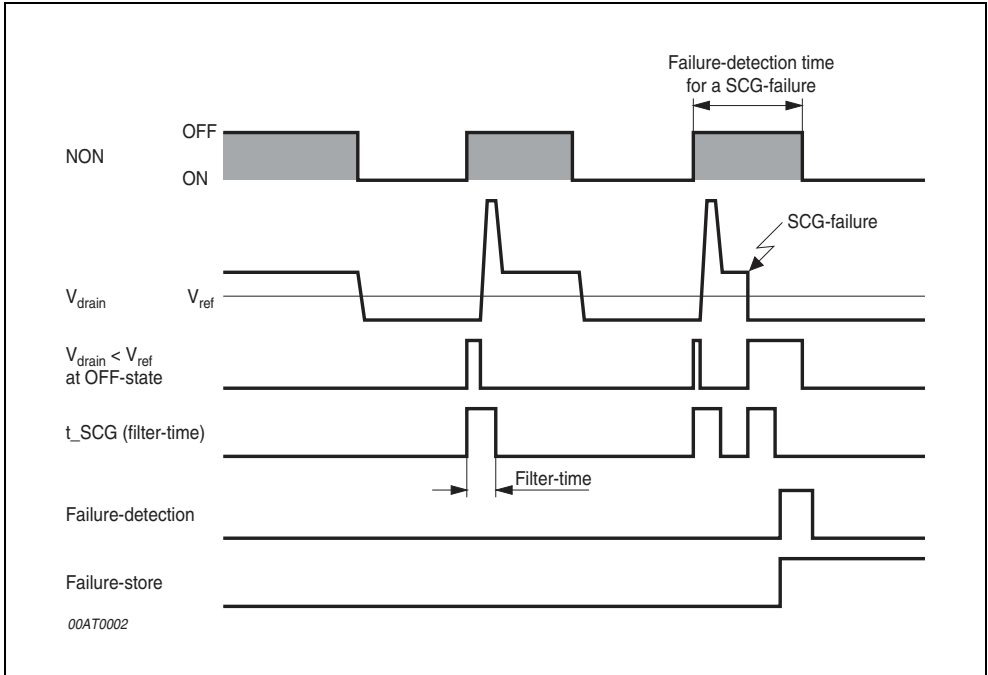 Failure-detection time
for a SCG-failure
OFF
NON
ON
SCG-failure
V_drain V_ref
V_drain < V_ref
at OFF-state
t_SCG (filter-time)
Filter-time
Failure-detection
Failure-store
00AT0002